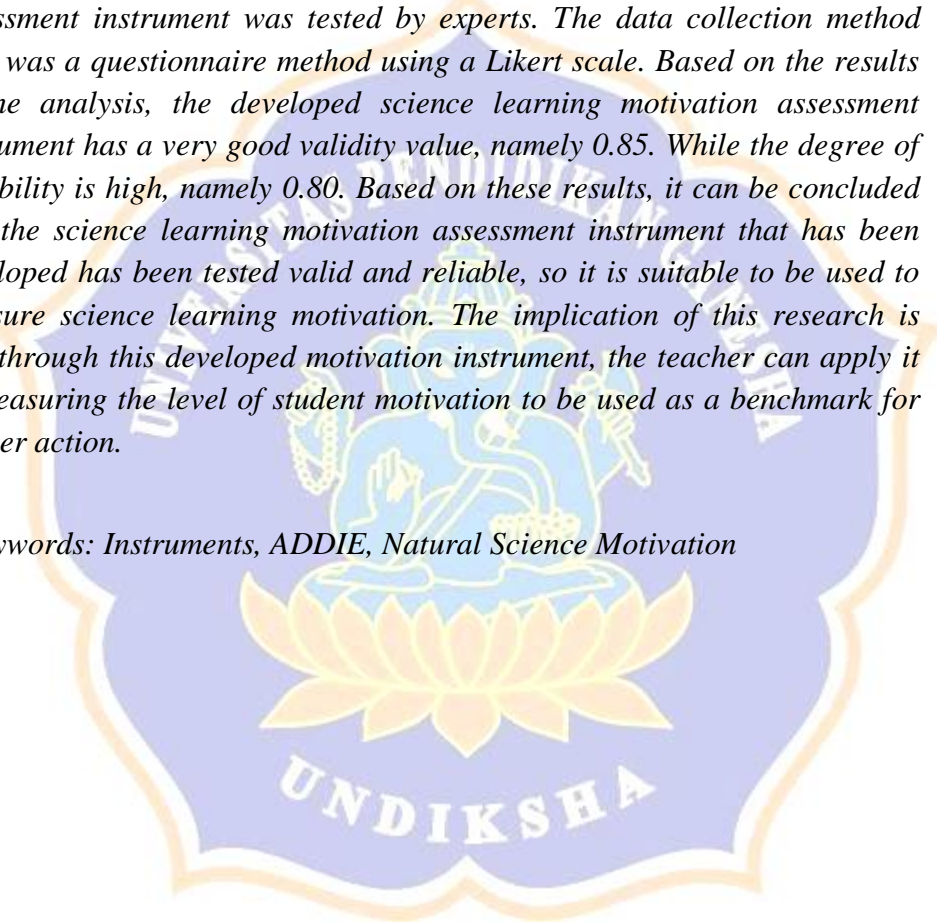 ssment instrument was tested by experts. The data collection method
was a questionnaire method using a Likert scale. Based on the results
ne analysis, the developed science learning motivation assessment
ument has a very good validity value, namely 0.85. While the degree of
bility is high, namely 0.80. Based on these results, it can be concluded
the science learning motivation assessment instrument that has been
loped has been tested valid and reliable, so it is suitable to be used to
sure science learning motivation. The implication of this research is
through this developed motivation instrument, the teacher can apply it
easuring the level of student motivation to be used as a benchmark for
er action.
ywords: Instruments, ADDIE, Natural Science Motivation
UNIVERSITAS PENDIDIKAN GANESHA
UNDIKSHA